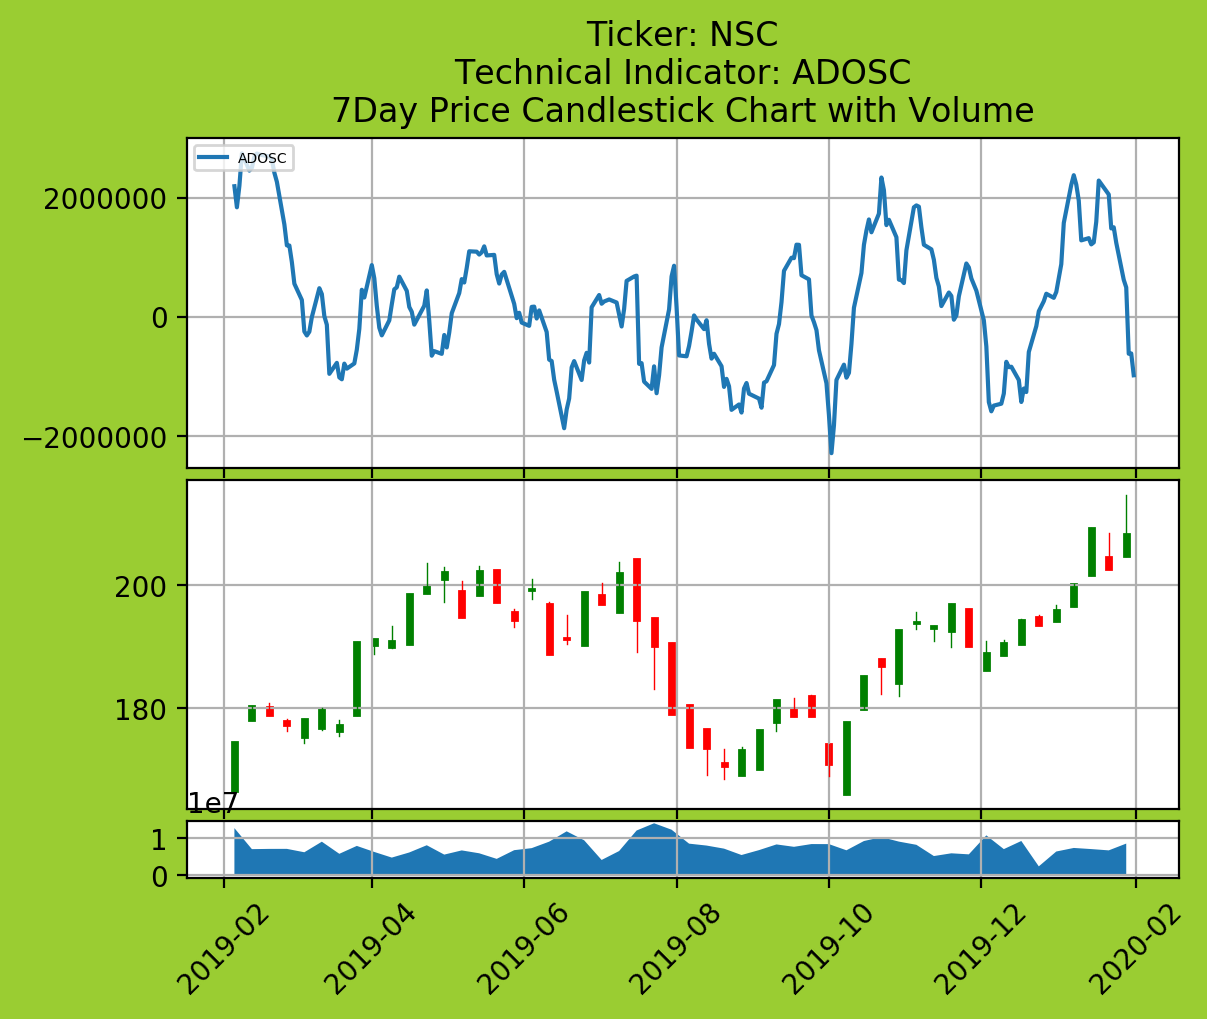 Ticker: NSC
Technical Indicator: ADOSC
7Day Price Candlestick Chart with Volume
ADOSC
2000000
0
−2000000
200
180
1e7
1
0
2019-02
2019-04
2019-06
2019-08
2019-10
2019-12
2020-02